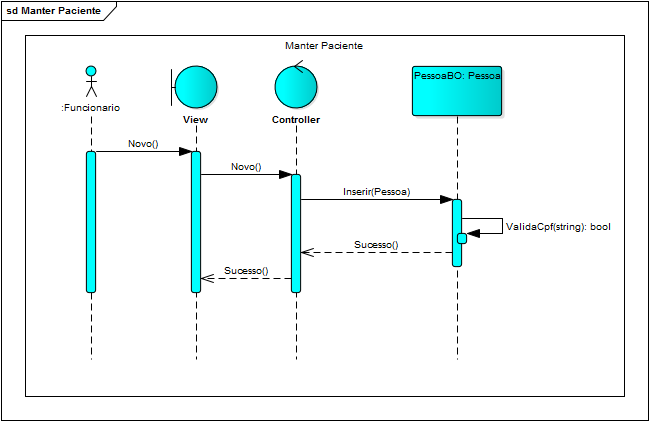 sd Manter Paciente
Manter Paciente
:Funcionario
View
Controller
PessoaBO: Pessoa
Novo()
Novo()
Inserir(Pessoa)
ValidaCpf(string): bool
Sucesso()
Sucesso()